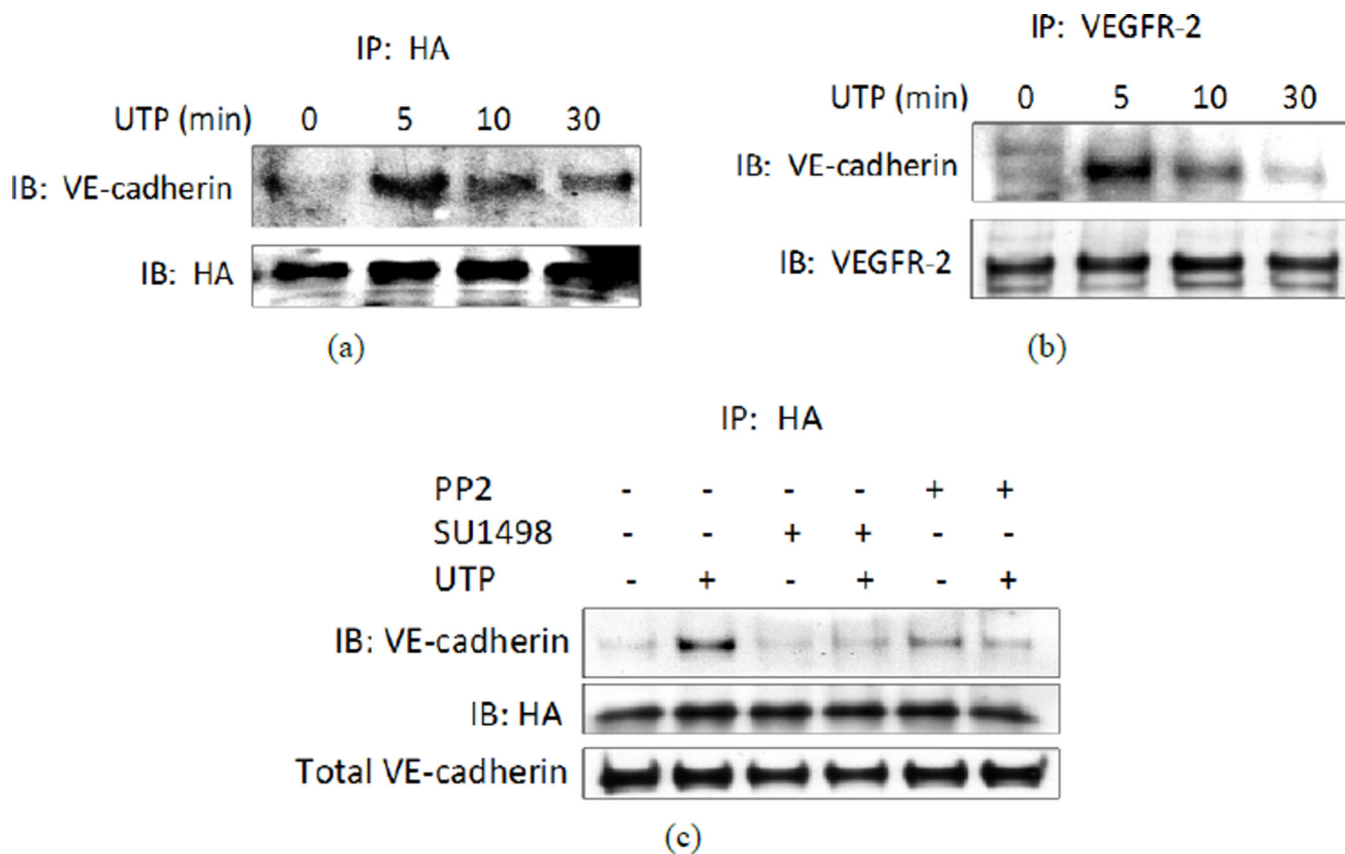 IP: HA
UTP (min) 0 5 10 30
IB: VE-cadherin
IB: HA
(a)
IP: VEGFR-2
UTP (min) 0 5 10 30
IB: VE-cadherin
IB: VEGFR-2
(b)
IP: HA
PP2 - - - - + +
SU1498 - - + + - -
UTP - + - + - +
IB: VE-cadherin
IB: HA
Total VE-cadherin
(c)